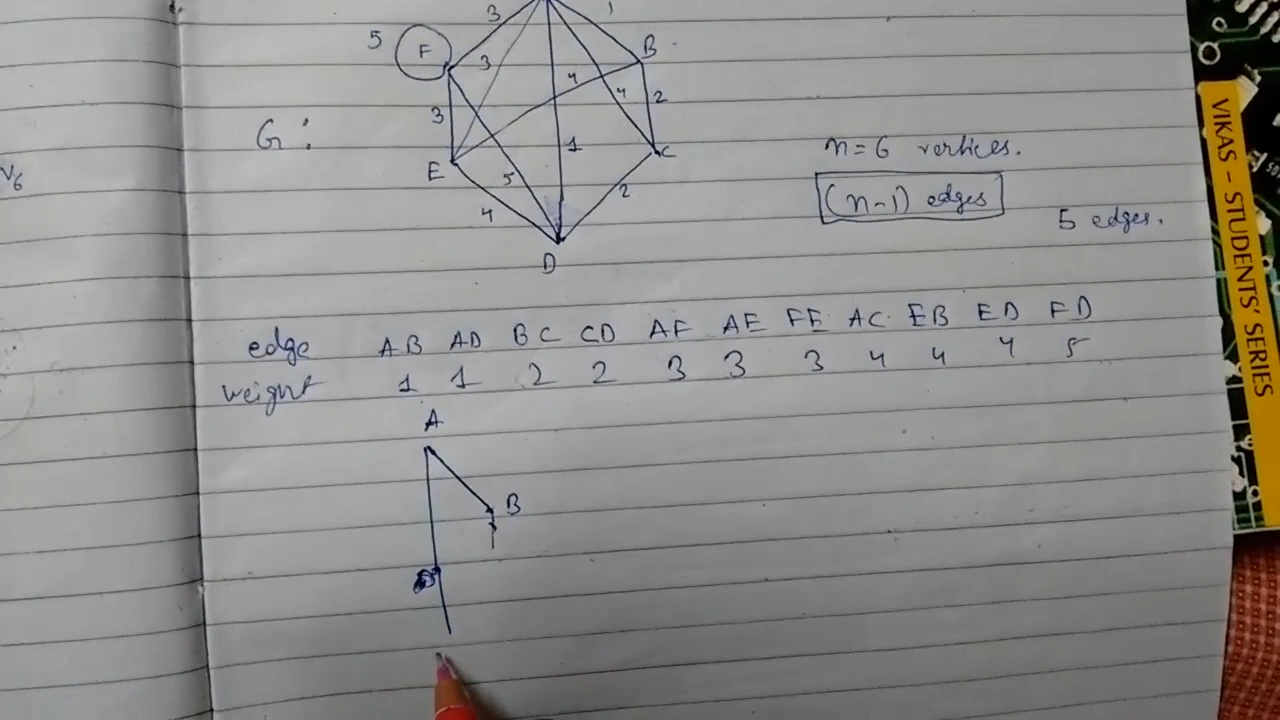 3 1
5 F 3 4 B
3 4 2
G: 1 C n=6 vertices.
V6 E 5 2 (n-1) edges 5 edges.
4
D
edge AB AD BC CD AF AE FE AC EB ED FD
weight 1 1 2 2 3 3 3 4 4 4 5
A
B
D
VIKAS – STUDENTS' SERIES